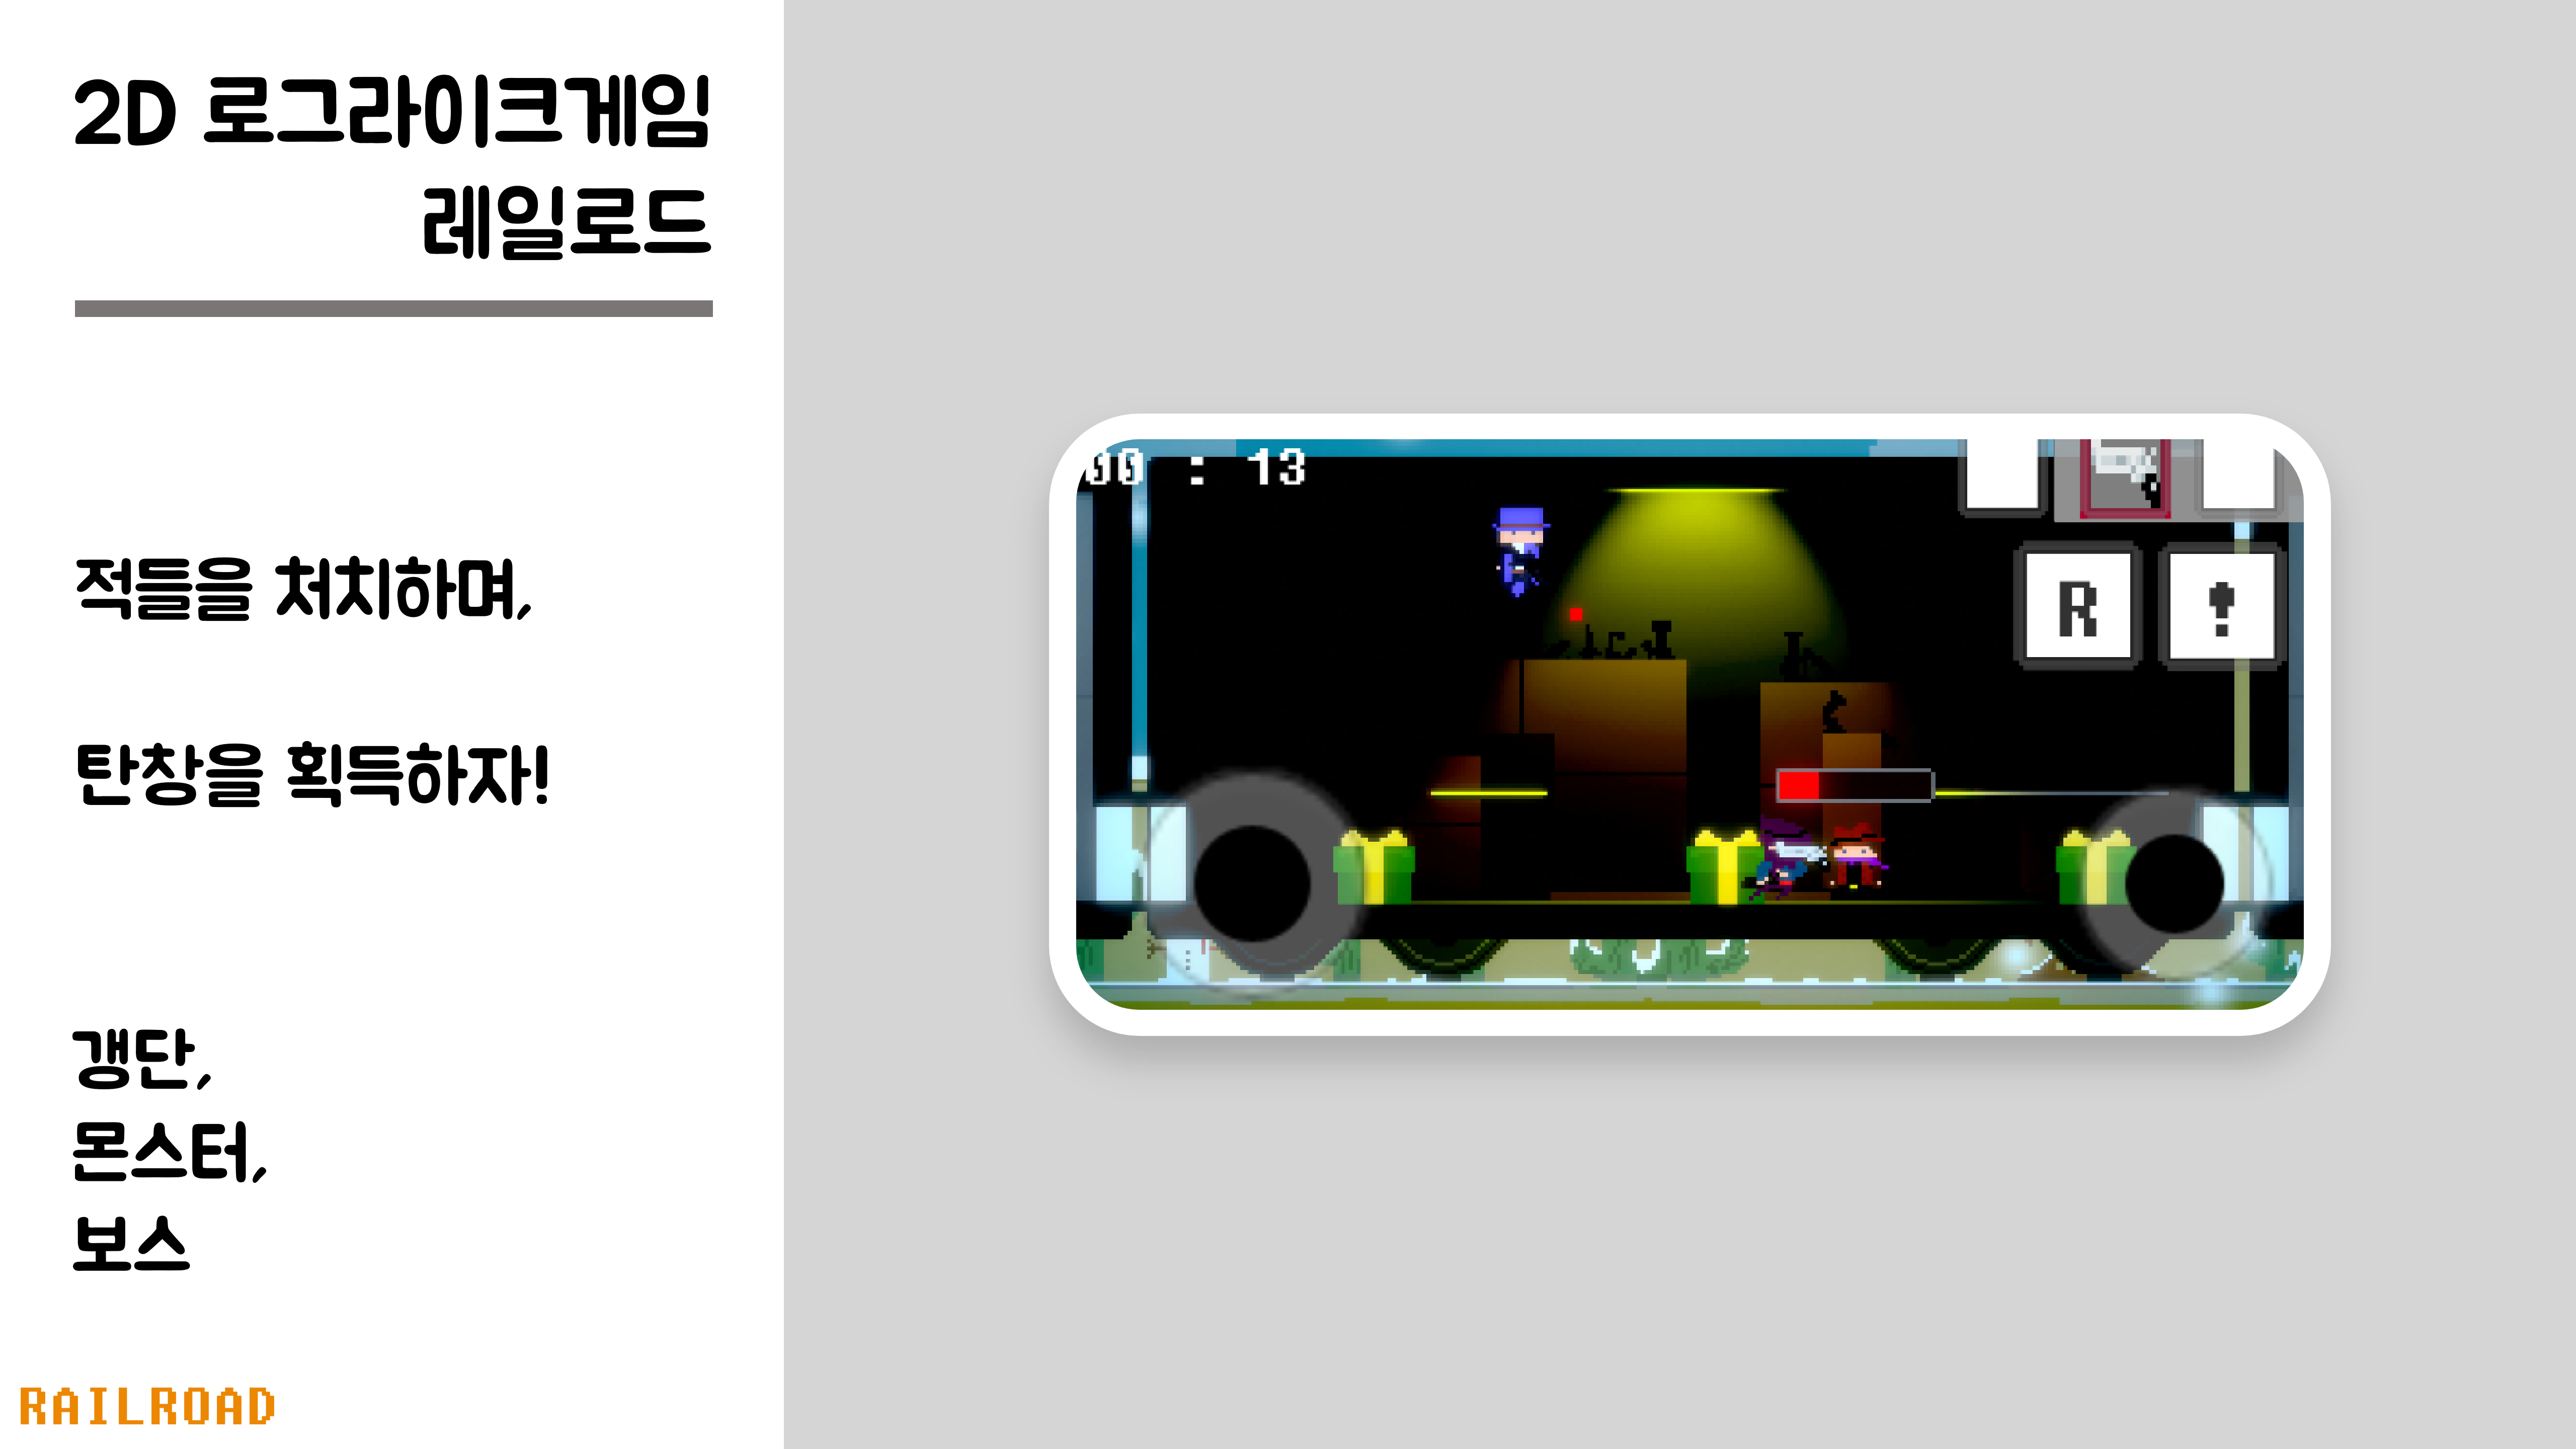 2D 로그라이크게임
레일로드
적들을 처치하며,
탄창을 획득하자!
갱단,
몬스터,
보스
RAILROAD
00 : 13
R
!